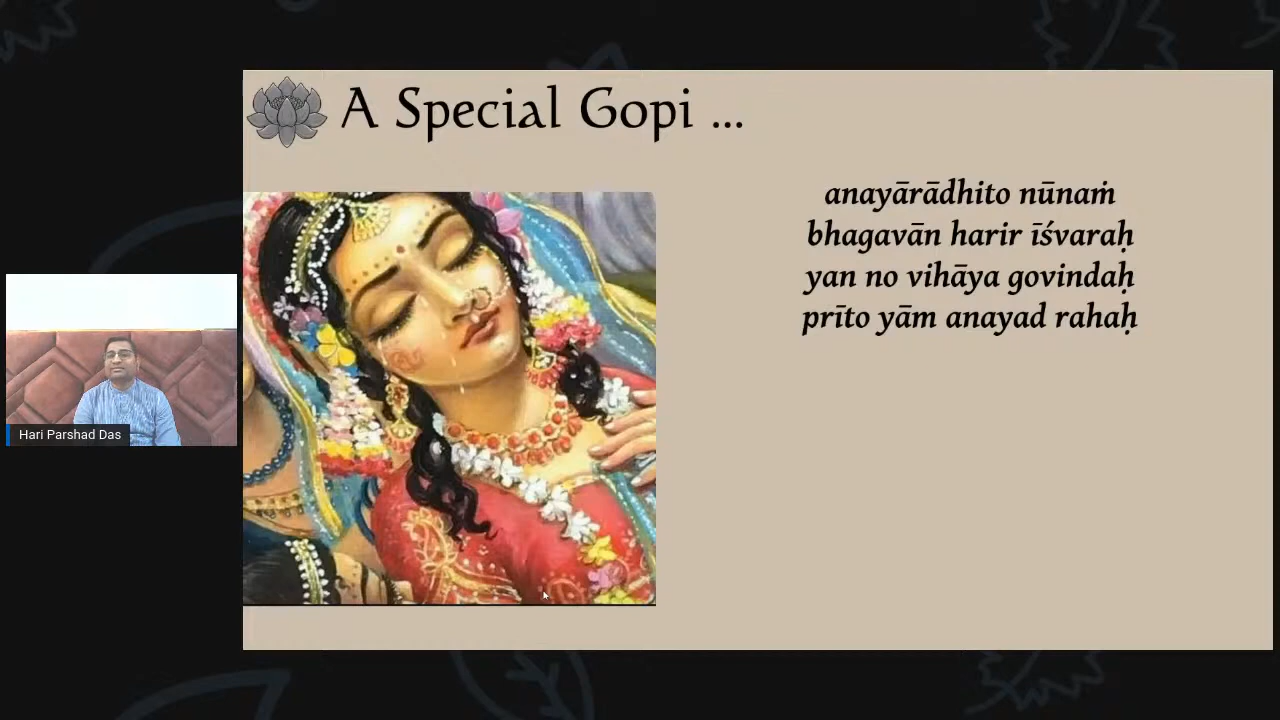 A Special Gopi ...
anayārādhito nūnaṁ
bhagavān harir īśvaraḥ
yan no vihāya govindaḥ
prīto yām anayad rahaḥ
Hari Parshad Das